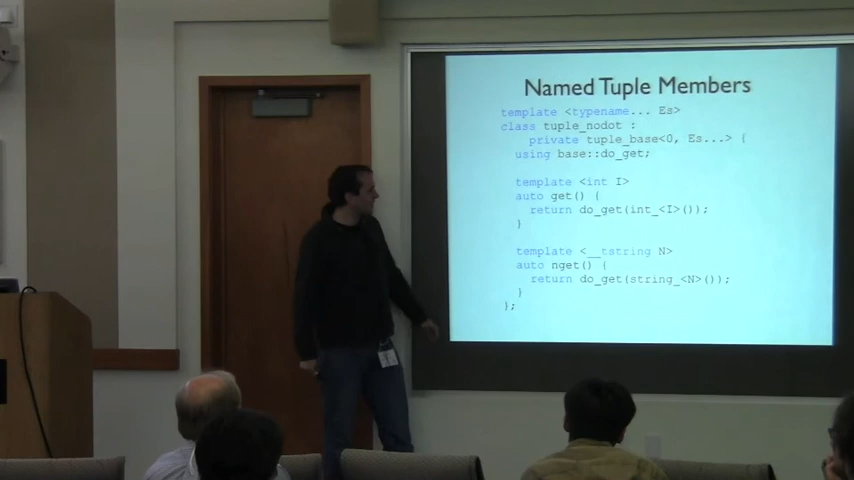 Named Tuple Members
template <typename... Es>
class tuple_nodot :
private tuple_base<0, Es...> {
using base::do_get;
template <int I>
auto get() {
return do_get(int_<I>());
}
template <__tstring N>
auto nget() {
return do_get(string_<N>());
}
};